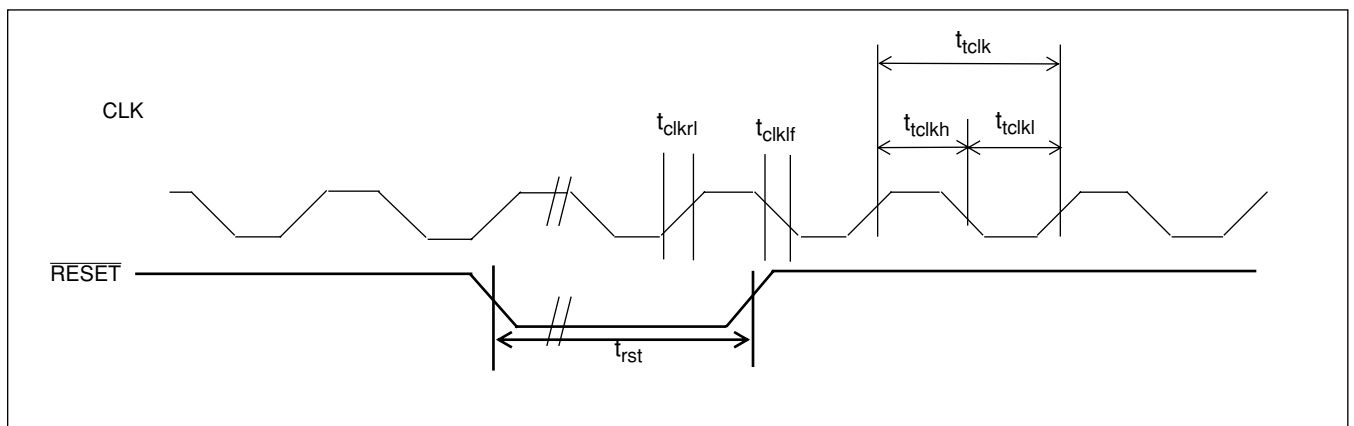 t_tclk
CLK
t_clkrl t_clklf t_tclkh t_tclkl
RESET
t_rst